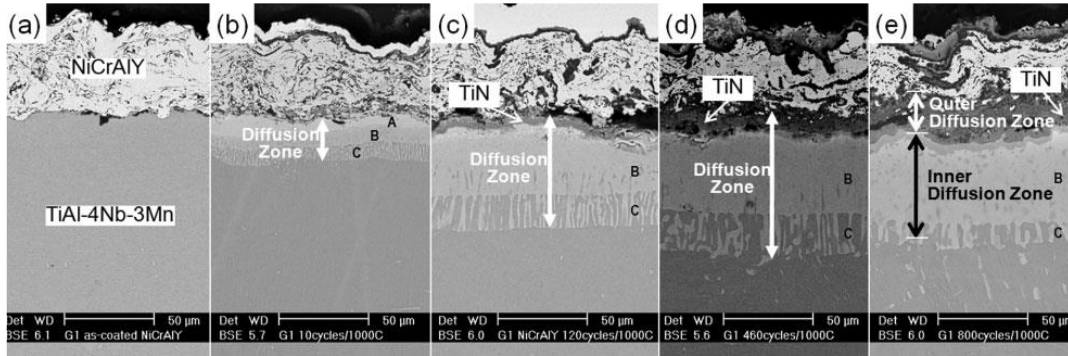 (a)
NiCrAlY
TiAl-4Nb-3Mn
Det WD 50 µm
BSE 6.1 G1 as-coated NiCrAlY
(b)
A
Diffusion
Zone
B
C
Det WD 50 µm
BSE 5.7 G1 10cycles/1000C
(c)
TiN
Diffusion
Zone
B
C
Det WD 50 µm
BSE 6.0 G1 NiCrAlY 120cycles/1000C
(d)
TiN
Diffusion
Zone
B
C
Det WD 50 µm
BSE 5.6 G1 460cycles/1000C
(e)
TiN
Outer
Diffusion Zone
Inner
Diffusion Zone
B
C
Det WD 50 µm
BSE 6.0 G1 800cycles/1000C